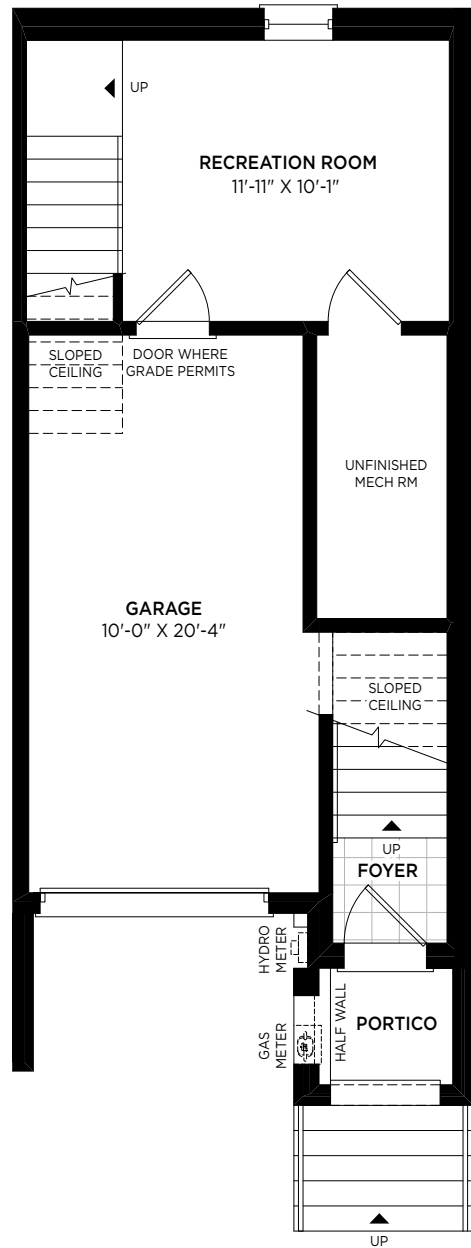 UP
RECREATION ROOM
11'-11" X 10'-1"
SLOPED
CEILING
DOOR WHERE
GRADE PERMITS
UNFINISHED
MECH RM
GARAGE
10'-0" X 20'-4"
SLOPED
CEILING
UP
FOYER
HYDRO
METER
GAS
METER
HALF WALL
PORTICO
UP